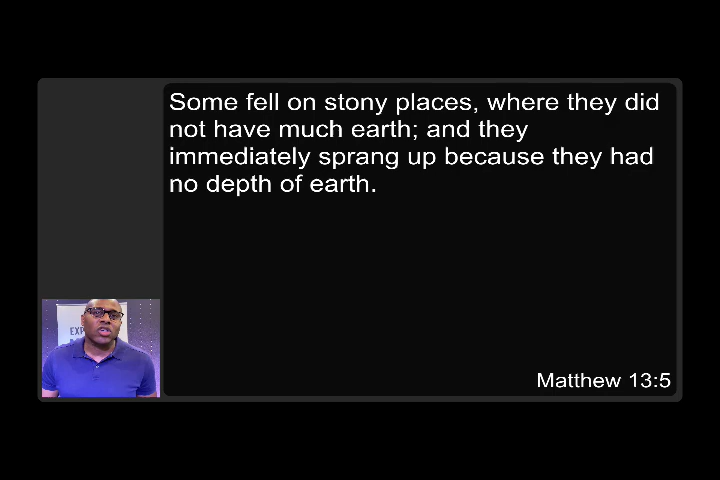 Some fell on stony places, where they did
not have much earth; and they
immediately sprang up because they had
no depth of earth.
EXP
Matthew 13:5